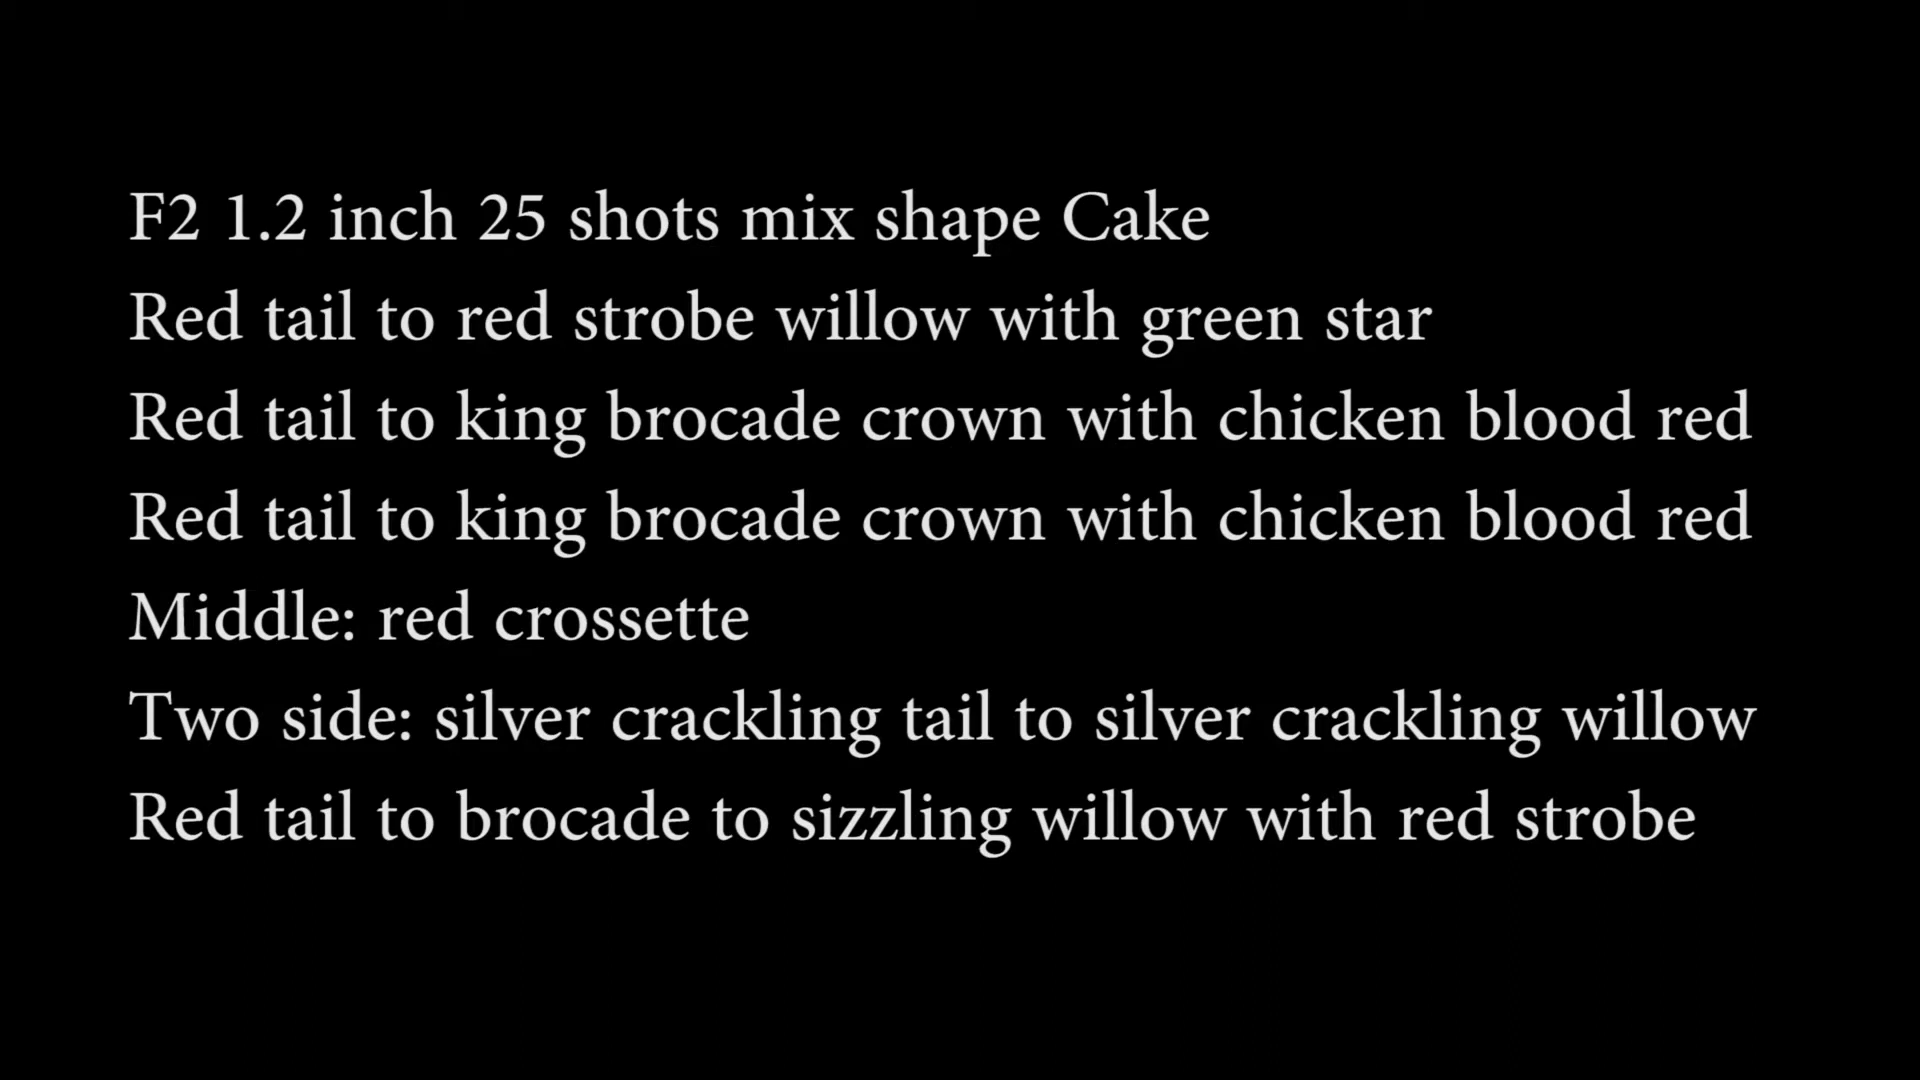 F2 1.2 inch 25 shots mix shape Cake
Red tail to red strobe willow with green star
Red tail to king brocade crown with chicken blood red
Red tail to king brocade crown with chicken blood red
Middle: red crossette
Two side: silver crackling tail to silver crackling willow
Red tail to brocade to sizzling willow with red strobe